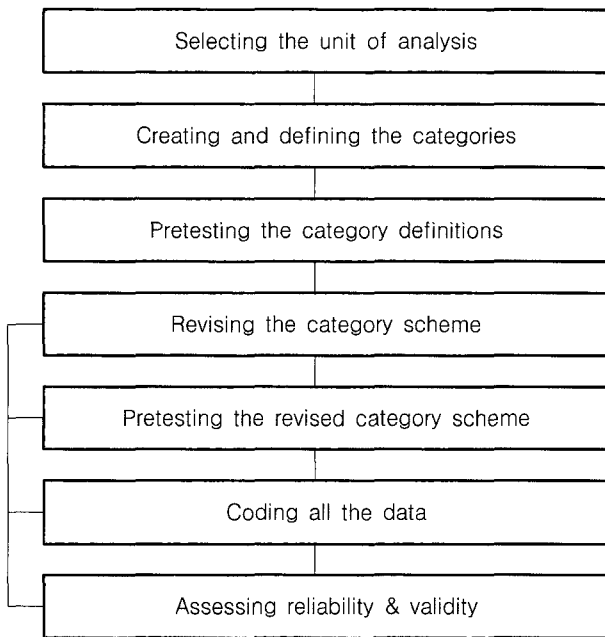 Selecting the unit of analysis
Creating and defining the categories
Pretesting the category definitions
Revising the category scheme
Pretesting the revised category scheme
Coding all the data
Assessing reliability & validity